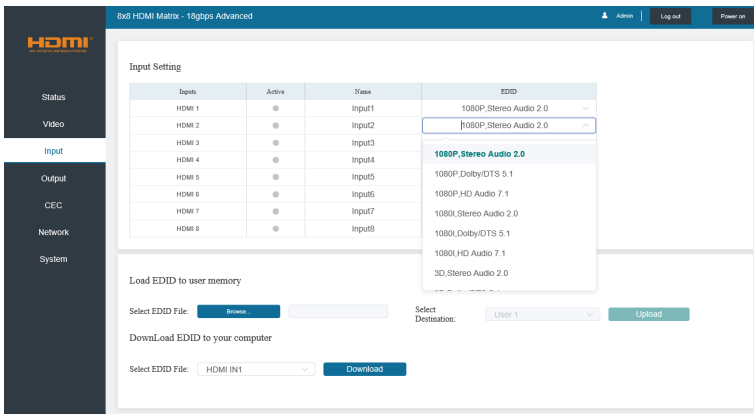 8x8 HDMI Matrix - 18gbps Advanced
Admin
Log out
Power on
HDMI
Status
Video
Input
Output
CEC
Network
System
Input Setting
Inputs Active Name EDID
HDMI 1 Input1 1080P,Stereo Audio 2.0
HDMI 2 Input2 1080P,Stereo Audio 2.0
HDMI 3 Input3
HDMI 4 Input4
HDMI 5 Input5
HDMI 6 Input6
HDMI 7 Input7
HDMI 8 Input8
1080P,Stereo Audio 2.0
1080P,Dolby/DTS 5.1
1080P,HD Audio 7.1
1080I,Stereo Audio 2.0
1080I,Dolby/DTS 5.1
1080I,HD Audio 7.1
3D,Stereo Audio 2.0
Load EDID to user memory
Select EDID File: Browse...
Select
Destination: User 1 Upload
DownLoad EDID to your computer
Select EDID File: HDMI IN1 Download